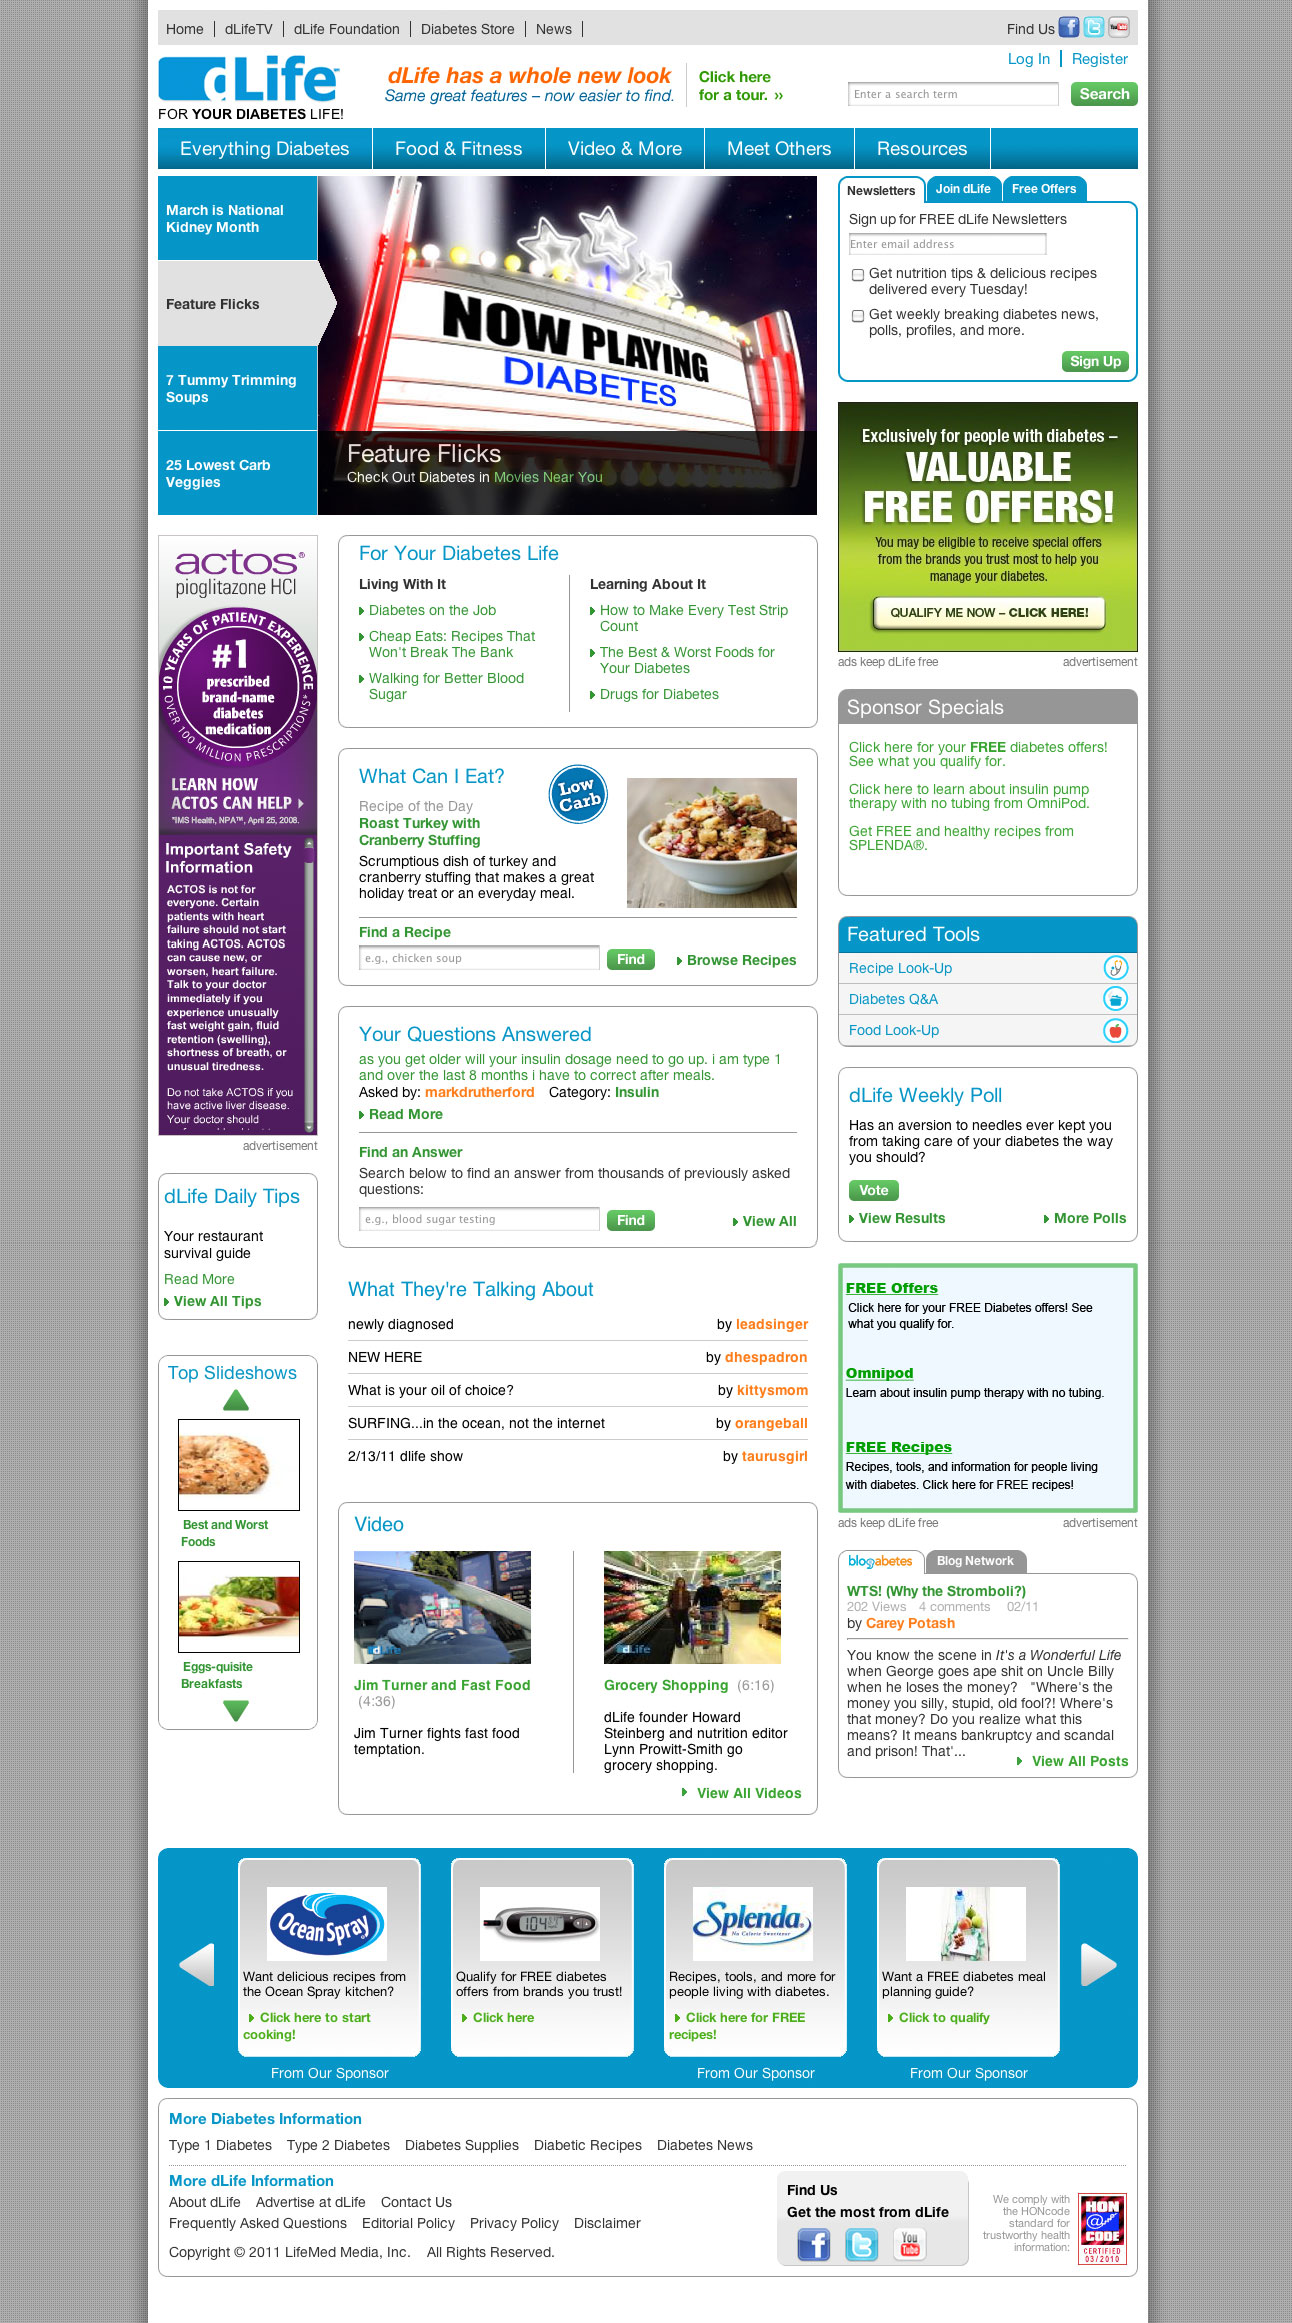 Home | dLifeTV | dLife Foundation | Diabetes Store | News |
Find Us
Log In | Register
dLife
FOR YOUR DIABETES LIFE!
dLife has a whole new look
Same great features – now easier to find.
Click here
for a tour. »
Enter a search term
Search
Everything Diabetes
Food & Fitness
Video & More
Meet Others
Resources
March is National
Kidney Month
Feature Flicks
7 Tummy Trimming
Soups
25 Lowest Carb
Veggies
NOW PLAYING
DIABETES
Feature Flicks
Check Out Diabetes in Movies Near You
Newsletters
Join dLife
Free Offers
Sign up for FREE dLife Newsletters
Enter email address
Get nutrition tips & delicious recipes
delivered every Tuesday!
Get weekly breaking diabetes news,
polls, profiles, and more.
Sign Up
Exclusively for people with diabetes –
VALUABLE
FREE OFFERS!
You may be eligible to receive special offers
from the brands you trust most to help you
manage your diabetes.
QUALIFY ME NOW – CLICK HERE!
ads keep dLife free
advertisement
actos®
pioglitazone HCl
10 YEARS OF PATIENT EXPERIENCE
#1
prescribed
brand-name
diabetes
medication
OVER 100 MILLION PRESCRIPTIONS*
LEARN HOW
ACTOS CAN HELP
*IMS Health, NPA™, April 25, 2008.
Important Safety
Information
ACTOS is not for
everyone. Certain
patients with heart
failure should not start
taking ACTOS. ACTOS
can cause new, or
worsen, heart failure.
Talk to your doctor
immediately if you
experience unusually
fast weight gain, fluid
retention (swelling),
shortness of breath, or
unusual tiredness.
Do not take ACTOS if you
have active liver disease.
Your doctor should
advertisement
For Your Diabetes Life
Living With It
Diabetes on the Job
Cheap Eats: Recipes That
Won't Break The Bank
Walking for Better Blood
Sugar
Learning About It
How to Make Every Test Strip
Count
The Best & Worst Foods for
Your Diabetes
Drugs for Diabetes
What Can I Eat?
Low
Carb
Recipe of the Day
Roast Turkey with
Cranberry Stuffing
Scrumptious dish of turkey and
cranberry stuffing that makes a great
holiday treat or an everyday meal.
Find a Recipe
e.g., chicken soup
Find
Browse Recipes
Your Questions Answered
as you get older will your insulin dosage need to go up. i am type 1
and over the last 8 months i have to correct after meals.
Asked by: markdrutherford Category: Insulin
Read More
Find an Answer
Search below to find an answer from thousands of previously asked
questions:
e.g., blood sugar testing
Find
View All
Sponsor Specials
Click here for your FREE diabetes offers!
See what you qualify for.
Click here to learn about insulin pump
therapy with no tubing from OmniPod.
Get FREE and healthy recipes from
SPLENDA®.
Featured Tools
Recipe Look-Up
Diabetes Q&A
Food Look-Up
dLife Weekly Poll
Has an aversion to needles ever kept you
from taking care of your diabetes the way
you should?
Vote
View Results
More Polls
dLife Daily Tips
Your restaurant
survival guide
Read More
View All Tips
Top Slideshows
Best and Worst
Foods
Eggs-quisite
Breakfasts
What They're Talking About
newly diagnosed by leadsinger
NEW HERE by dhespadron
What is your oil of choice? by kittysmom
SURFING...in the ocean, not the internet by orangeball
2/13/11 dlife show by taurusgirl
FREE Offers
Click here for your FREE Diabetes offers! See
what you qualify for.
Omnipod
Learn about insulin pump therapy with no tubing.
FREE Recipes
Recipes, tools, and information for people living
with diabetes. Click here for FREE recipes!
ads keep dLife free
advertisement
Video
dLife
Jim Turner and Fast Food
(4:36)
Jim Turner fights fast food
temptation.
dLife
Grocery Shopping (6:16)
dLife founder Howard
Steinberg and nutrition editor
Lynn Prowitt-Smith go
grocery shopping.
View All Videos
blogabetes
Blog Network
WTS! (Why the Stromboli?)
202 Views 4 comments 02/11
by Carey Potash
You know the scene in It's a Wonderful Life
when George goes ape shit on Uncle Billy
when he loses the money? "Where's the
money you silly, stupid, old fool?! Where's
that money? Do you realize what this
means? It means bankruptcy and scandal
and prison! That'...
View All Posts
Ocean Spray
Want delicious recipes from
the Ocean Spray kitchen?
Click here to start
cooking!
From Our Sponsor
104
Qualify for FREE diabetes
offers from brands you trust!
Click here
Splenda®
No Calorie Sweetener
Recipes, tools, and more for
people living with diabetes.
Click here for FREE
recipes!
From Our Sponsor
Want a FREE diabetes meal
planning guide?
Click to qualify
From Our Sponsor
More Diabetes Information
Type 1 Diabetes Type 2 Diabetes Diabetes Supplies Diabetic Recipes Diabetes News
More dLife Information
About dLife Advertise at dLife Contact Us
Frequently Asked Questions Editorial Policy Privacy Policy Disclaimer
Copyright © 2011 LifeMed Media, Inc. All Rights Reserved.
Find Us
Get the most from dLife
You
Tube
We comply with
the HONcode
standard for
trustworthy health
information:
HON
@
CODE
CERTIFIED
03/2010